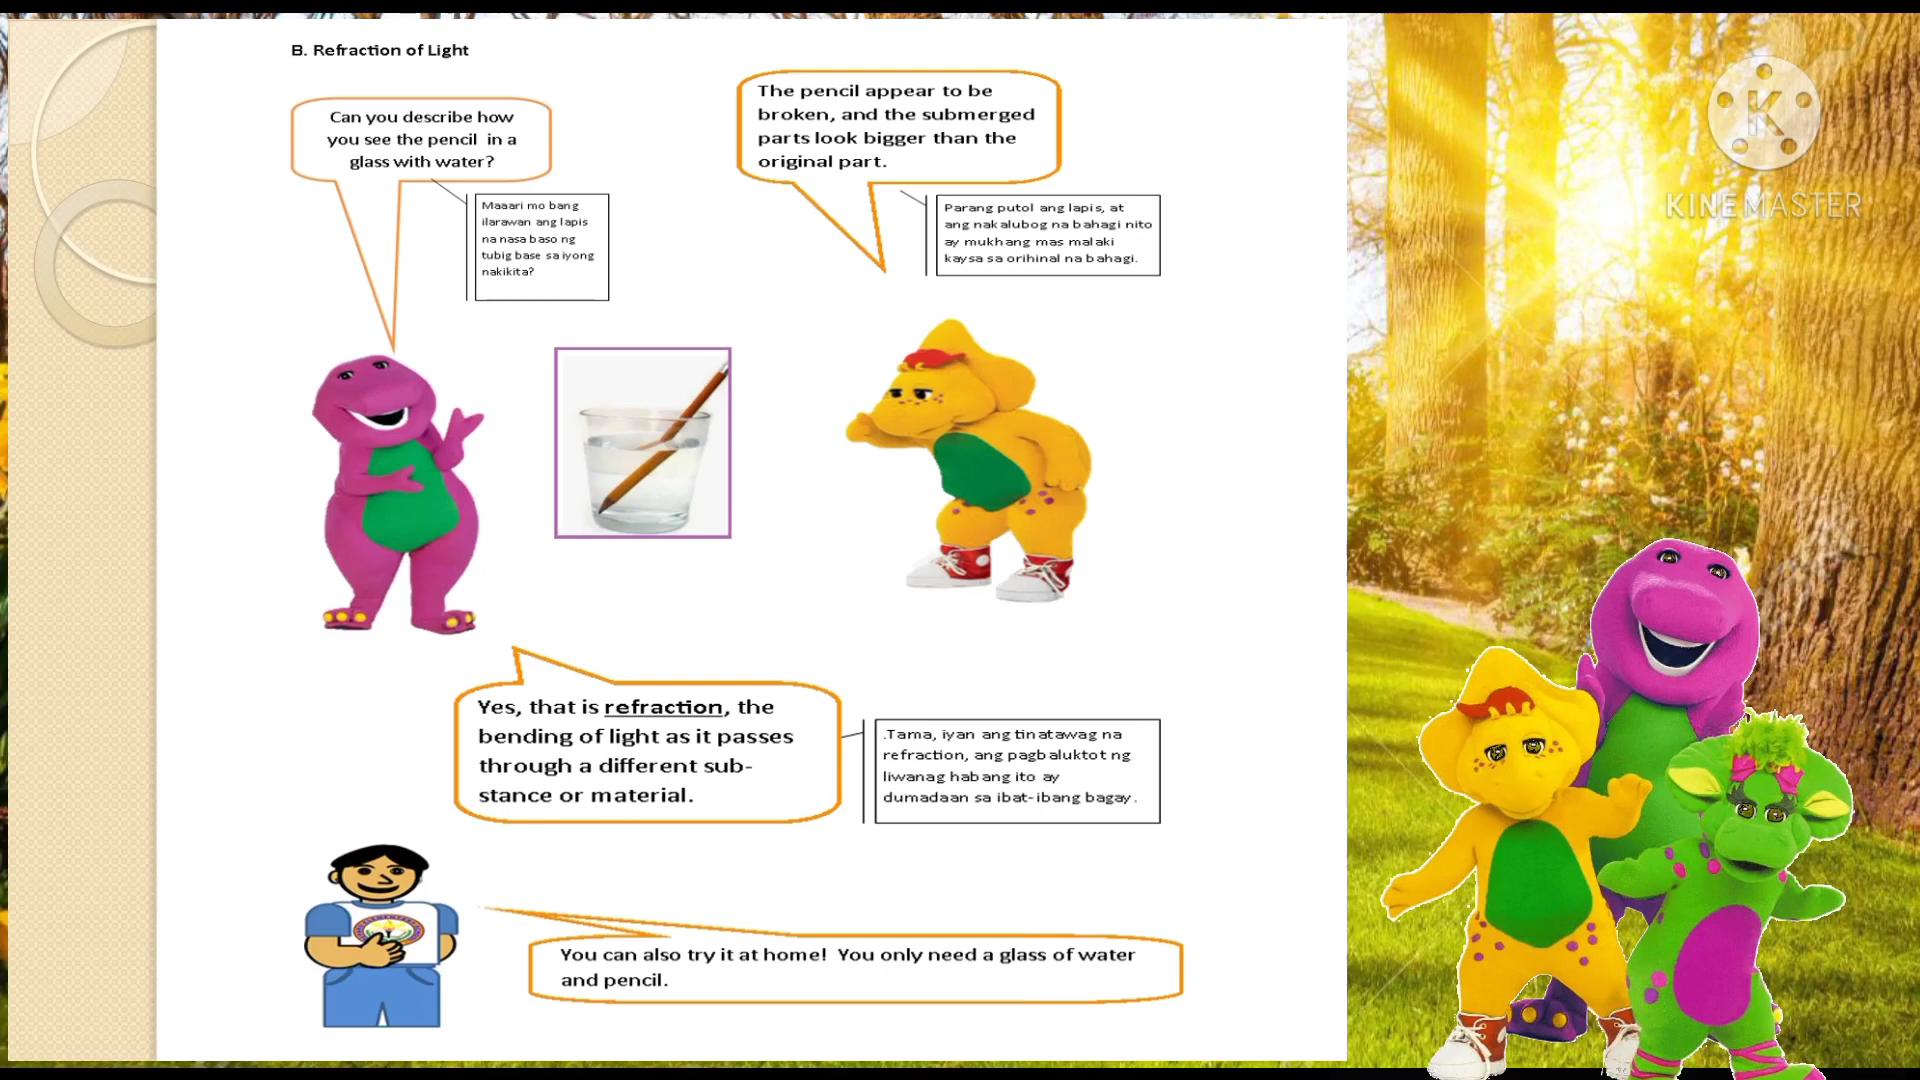 B. Refraction of Light
Can you describe how
you see the pencil in a
glass with water?
Maaari mo bang
ilarawan ang lapis
na nasa baso ng
tubig base sa iyong
nakikita?
The pencil appear to be
broken, and the submerged
parts look bigger than the
original part.
Parang putol ang lapis, at
ang nakalubog na bahagi nito
ay mukhang mas malaki
kaysa sa orihinal na bahagi.
Yes, that is refraction, the
bending of light as it passes
through a different sub-
stance or material.
.Tama, iyan ang tinatawag na
refraction, ang pagbaluktot ng
liwanag habang ito ay
dumadaan sa ibat-ibang bagay.
You can also try it at home! You only need a glass of water
and pencil.
K
KINEMASTER